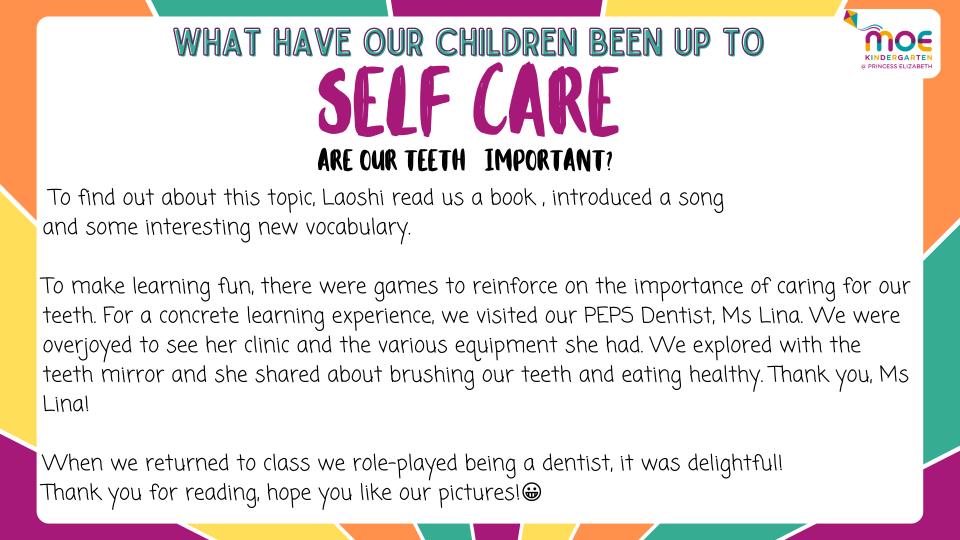 WHAT HAVE OUR CHILDREN BEEN UP TO
moe
KINDERGARTEN
@ PRINCESS ELIZABETH
SELF CARE
ARE OUR TEETH IMPORTANT?
To find out about this topic, Laoshi read us a book , introduced a song
and some interesting new vocabulary.
To make learning fun, there were games to reinforce on the importance of caring for our
teeth. For a concrete learning experience, we visited our PEPS Dentist, Ms Lina. We were
overjoyed to see her clinic and the various equipment she had. We explored with the
teeth mirror and she shared about brushing our teeth and eating healthy. Thank you, Ms
Lina!
When we returned to class we role-played being a dentist, it was delightful!
Thank you for reading, hope you like our pictures!😀